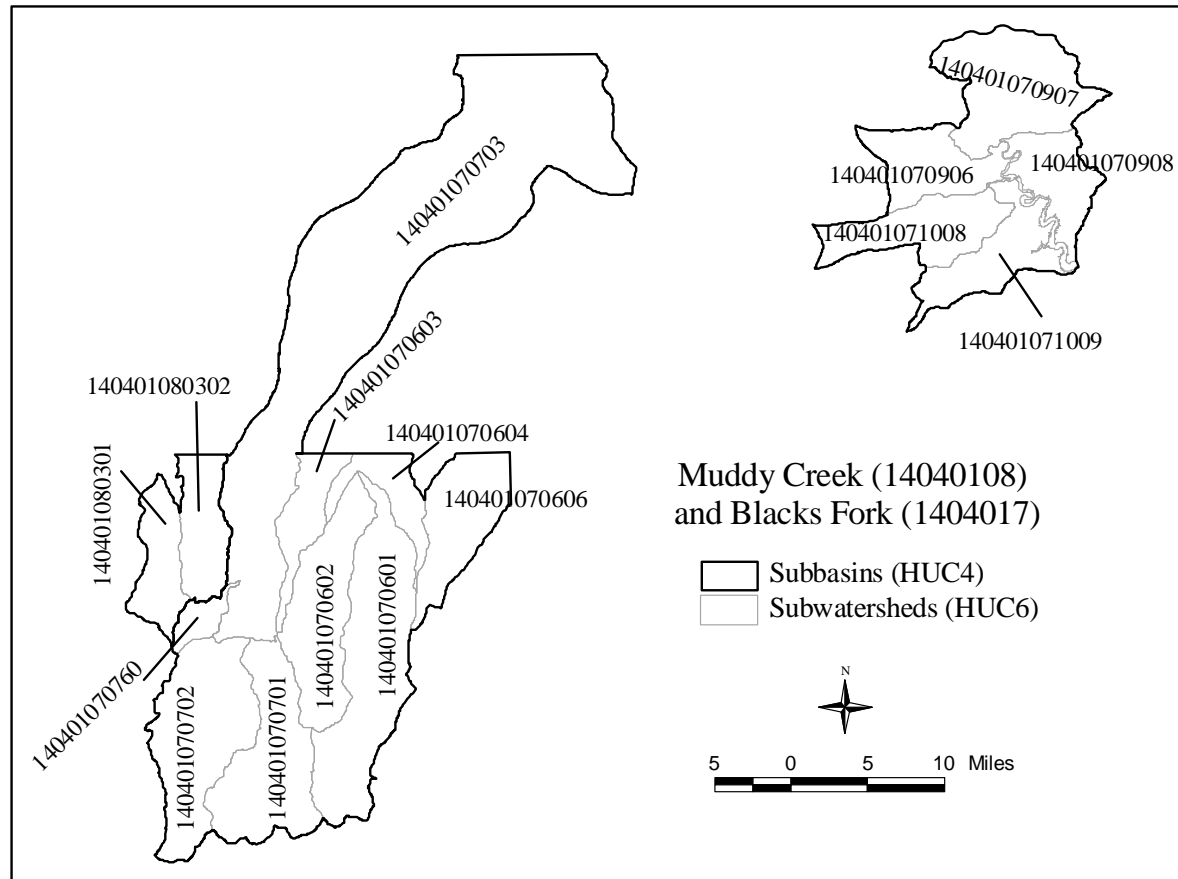 140401070907
140401070703
140401070906
140401070908
140401071008
140401071009
140401070603
140401080302
140401070604
140401080301
140401070606
Muddy Creek (14040108)
and Blacks Fork (1404017)
Subbasins (HUC4)
Subwatersheds (HUC6)
140401070602
140401070601
140401070760
140401070702
140401070701
N
5 0 5 10 Miles